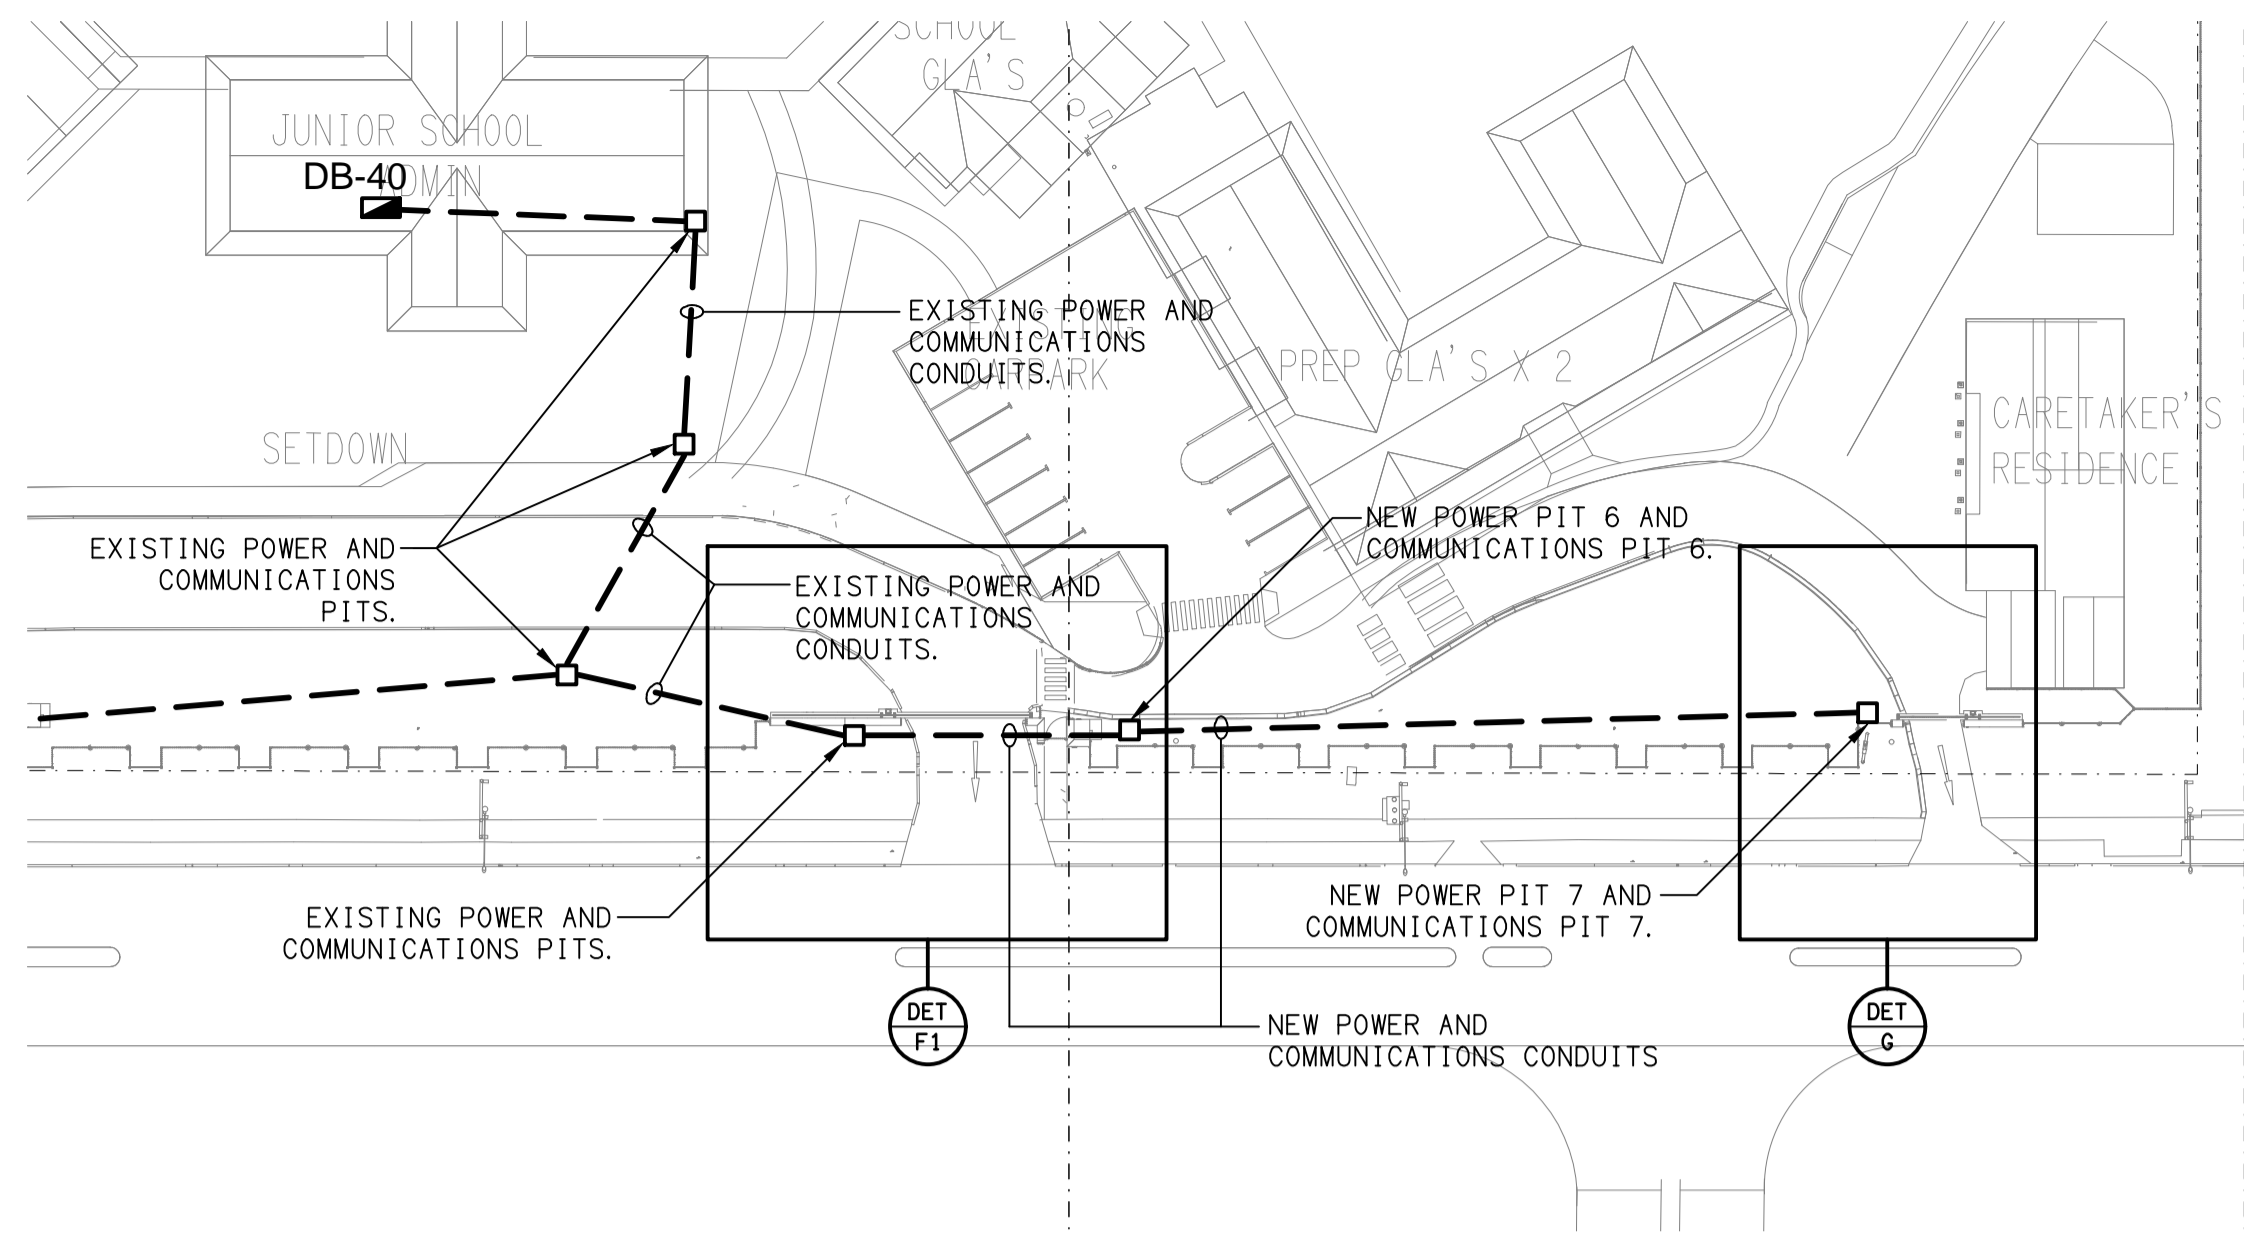 SCHOOL
GLA'S
JUNIOR SCHOOL
ADMIN
DB-40
EXISTING POWER AND
COMMUNICATIONS
CONDUITS.
EXISTING
CARPARK
PREP GLA'S X 2
CARETAKER'S
RESIDENCE
SETDOWN
NEW POWER PIT 6 AND
COMMUNICATIONS PIT 6.
EXISTING POWER AND
COMMUNICATIONS
PITS.
EXISTING POWER AND
COMMUNICATIONS
CONDUITS.
NEW POWER PIT 7 AND
COMMUNICATIONS PIT 7.
EXISTING POWER AND
COMMUNICATIONS PITS.
DET
F1
DET
G
NEW POWER AND
COMMUNICATIONS CONDUITS